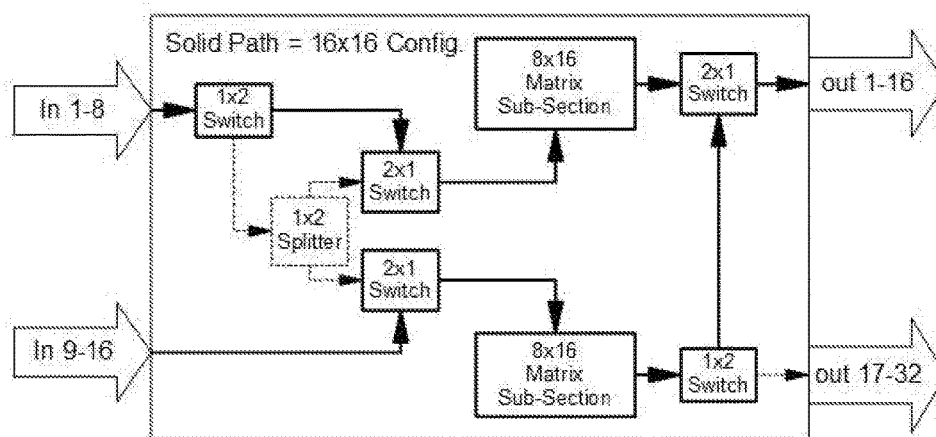 Solid Path = 16x16 Config.
In 1-8
1x2
Switch
8x16
Matrix
Sub-Section
2x1
Switch
out 1-16
2x1
Switch
1x2
Splitter
2x1
Switch
In 9-16
8x16
Matrix
Sub-Section
1x2
Switch
out 17-32